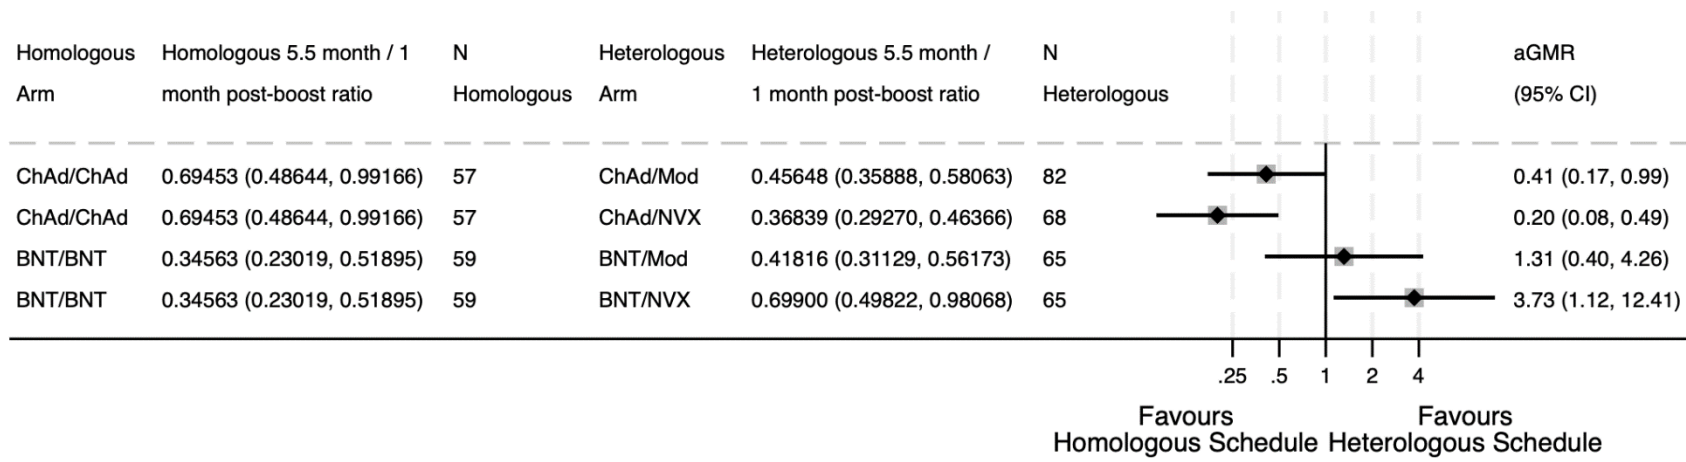 Homologous Homologous 5.5 month / 1 N Heterologous Heterologous 5.5 month / N aGMR
Arm month post-boost ratio Homologous Arm 1 month post-boost ratio Heterologous (95% CI)
ChAd/ChAd 0.69453 (0.48644, 0.99166) 57 ChAd/Mod 0.45648 (0.35888, 0.58063) 82 0.41 (0.17, 0.99)
ChAd/ChAd 0.69453 (0.48644, 0.99166) 57 ChAd/NVX 0.36839 (0.29270, 0.46366) 68 0.20 (0.08, 0.49)
BNT/BNT 0.34563 (0.23019, 0.51895) 59 BNT/Mod 0.41816 (0.31129, 0.56173) 65 1.31 (0.40, 4.26)
BNT/BNT 0.34563 (0.23019, 0.51895) 59 BNT/NVX 0.69900 (0.49822, 0.98068) 65 3.73 (1.12, 12.41)
.25 .5 1 2 4
Favours Favours
Homologous Schedule Heterologous Schedule